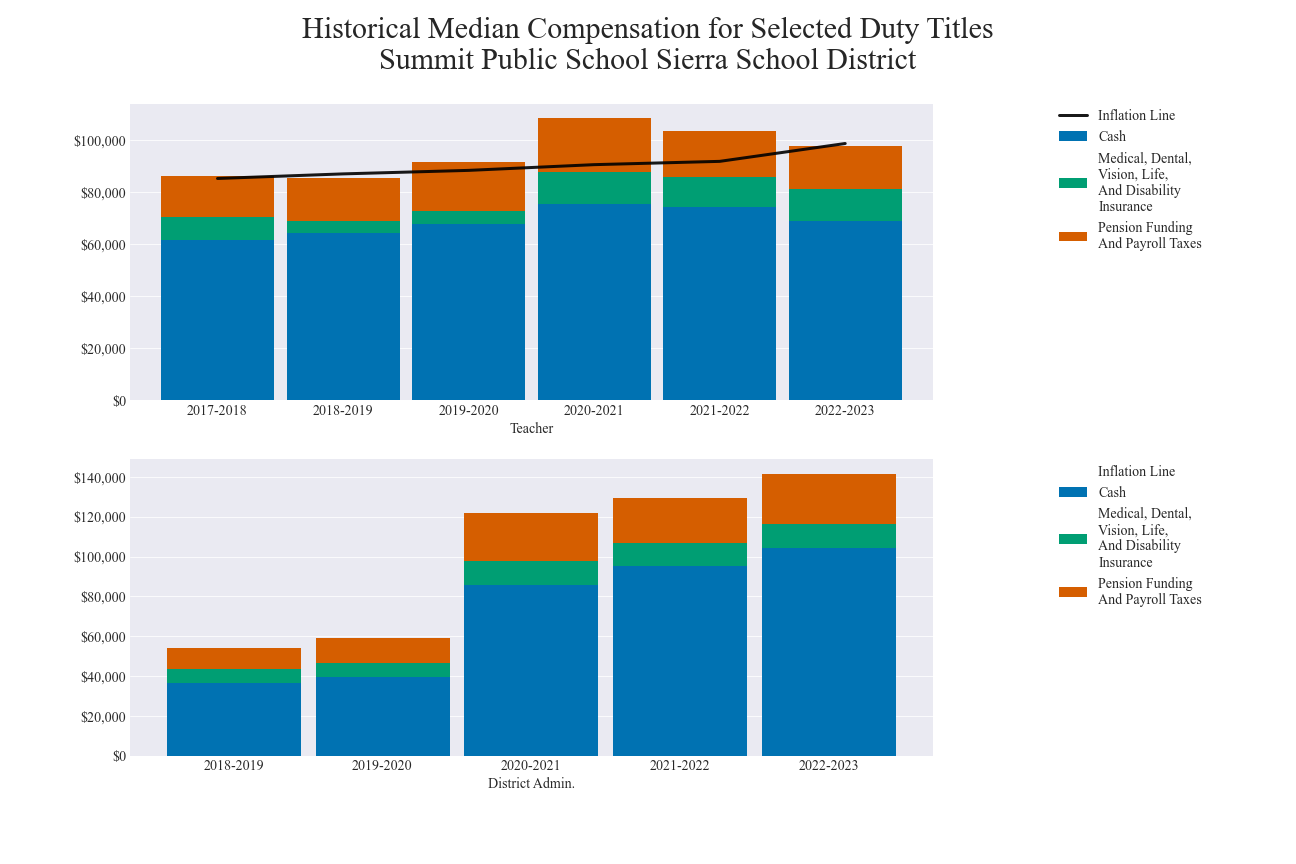 Historical Median Compensation for Selected Duty Titles
Summit Public School Sierra School District
$100,000
$80,000
$60,000
$40,000
$20,000
$0
2017-2018
2018-2019
2019-2020
2020-2021
2021-2022
2022-2023
Teacher
Inflation Line
Cash
Medical, Dental,
Vision, Life,
And Disability
Insurance
Pension Funding
And Payroll Taxes
$140,000
$120,000
$100,000
$80,000
$60,000
$40,000
$20,000
$0
2018-2019
2019-2020
2020-2021
2021-2022
2022-2023
District Admin.
Inflation Line
Cash
Medical, Dental,
Vision, Life,
And Disability
Insurance
Pension Funding
And Payroll Taxes